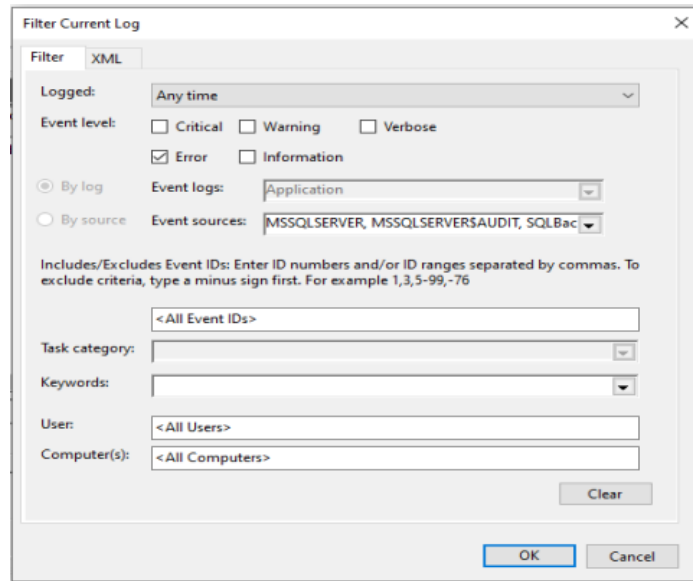 Filter Current Log
Filter XML
Logged: Any time
Event level: Critical Warning Verbose
Error Information
By log Event logs: Application
By source Event sources: MSSQLSERVER, MSSQLSERVER$AUDIT, SQLBac
Includes/Excludes Event IDs: Enter ID numbers and/or ID ranges separated by commas. To
exclude criteria, type a minus sign first. For example 1,3,5-99,-76
<All Event IDs>
Task category:
Keywords:
User: <All Users>
Computer(s): <All Computers>
Clear
OK Cancel